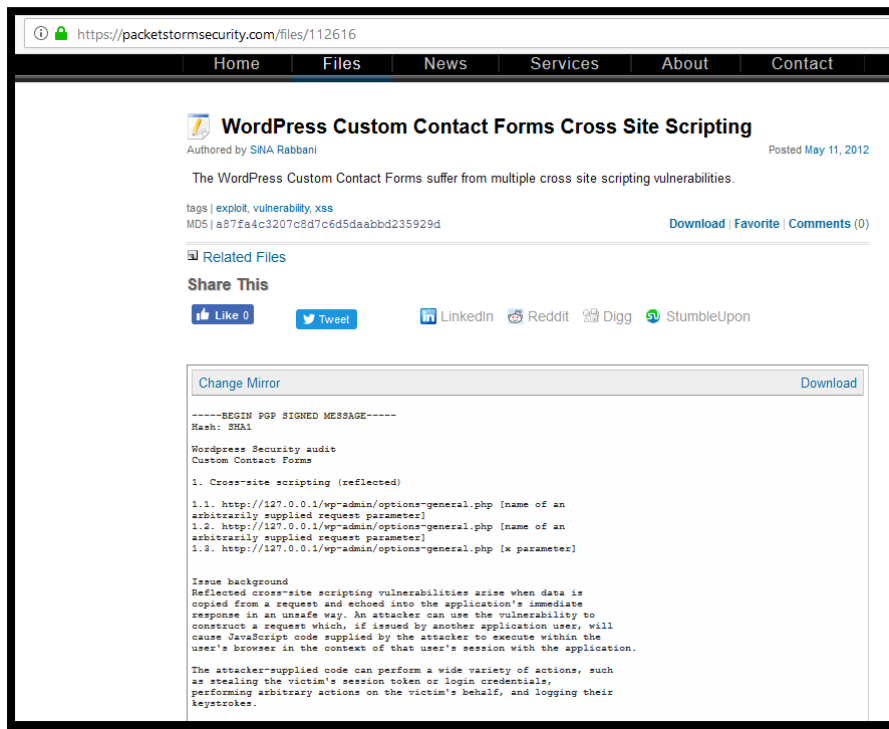 https://packetstormsecurity.com/files/112616
Home Files News Services About Contact
WordPress Custom Contact Forms Cross Site Scripting
Authored by SiNA Rabbani Posted May 11, 2012
The WordPress Custom Contact Forms suffer from multiple cross site scripting vulnerabilities.
tags | exploit, vulnerability, xss
MD5 | a87fa4c3207c8d7c6d5daabbd235929d Download | Favorite | Comments (0)
Related Files
Share This
Like 0 Tweet LinkedIn Reddit Digg StumbleUpon
Change Mirror Download
-----BEGIN PGP SIGNED MESSAGE-----
Hash: SHA1
Wordpress Security audit
Custom Contact Forms
1. Cross-site scripting (reflected)
1.1. http://127.0.0.1/wp-admin/options-general.php [name of an
arbitrarily supplied request parameter]
1.2. http://127.0.0.1/wp-admin/options-general.php [name of an
arbitrarily supplied request parameter]
1.3. http://127.0.0.1/wp-admin/options-general.php [x parameter]
Issue background
Reflected cross-site scripting vulnerabilities arise when data is
copied from a request and echoed into the application's immediate
response in an unsafe way. An attacker can use the vulnerability to
construct a request which, if issued by another application user, will
cause JavaScript code supplied by the attacker to execute within the
user's browser in the context of that user's session with the application.
The attacker-supplied code can perform a wide variety of actions, such
as stealing the victim's session token or login credentials,
performing arbitrary actions on the victim's behalf, and logging their
keystrokes.